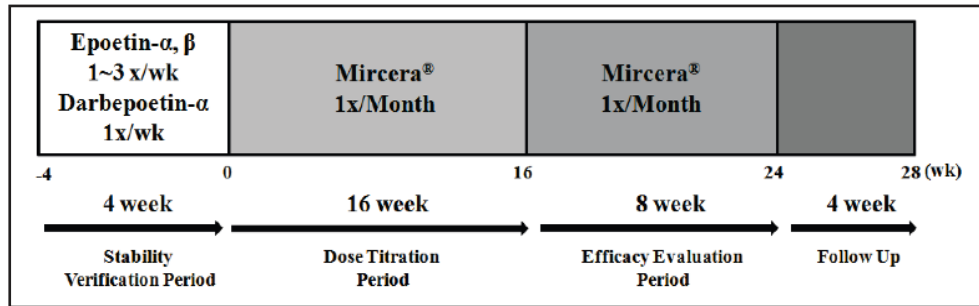 Epoetin-α, β
1~3 x/wk
Darbepoetin-α
1x/wk
Mircera®
1x/Month
Mircera®
1x/Month
-4 0 16 24 28 (wk)
4 week 16 week 8 week 4 week
Stability
Verification Period
Dose Titration
Period
Efficacy Evaluation
Period
Follow Up